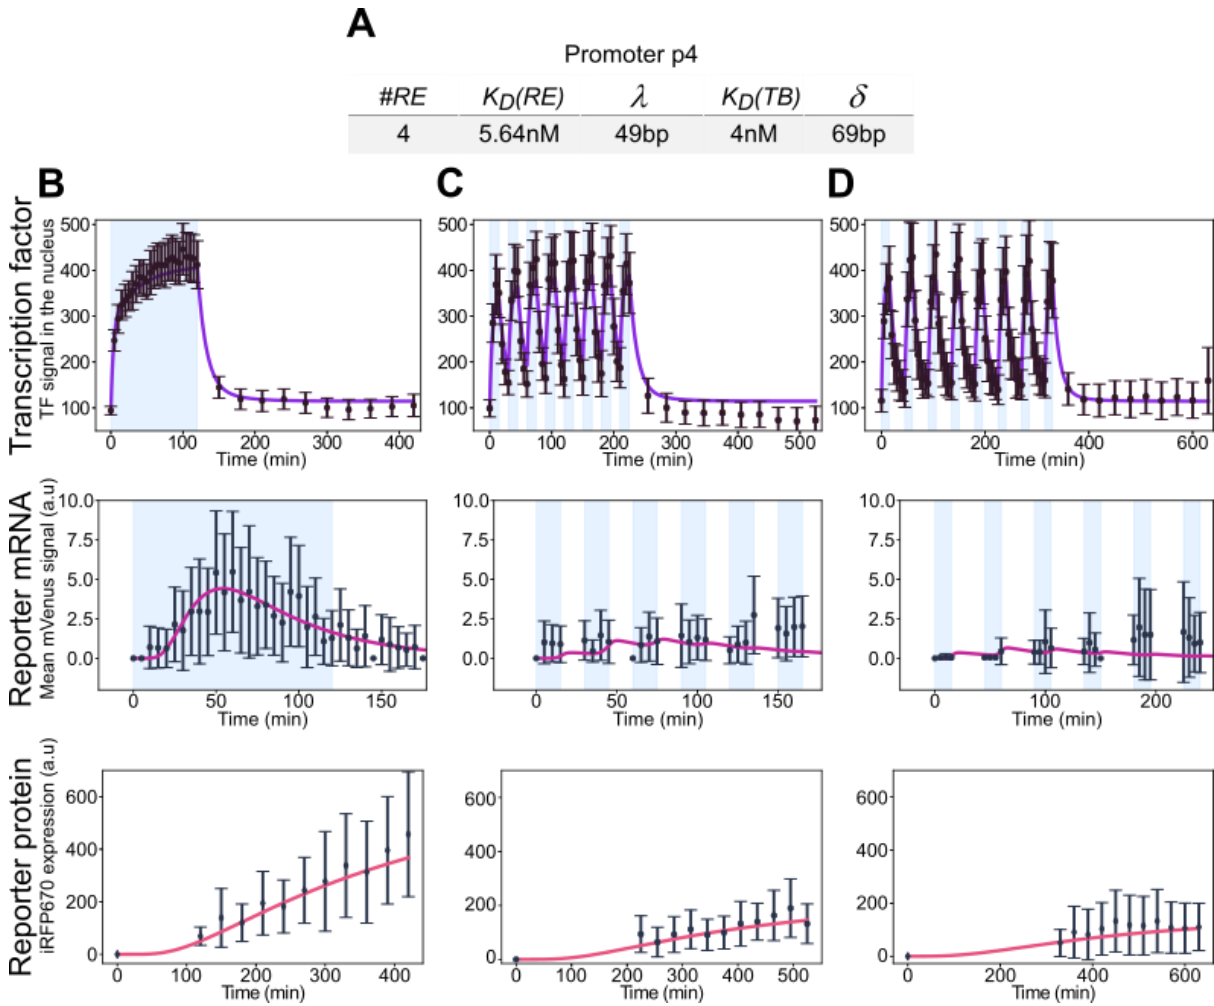 A
Promoter p4
#RE K_D(RE) λ K_D(TB) δ
4 5.64nM 49bp 4nM 69bp
B C D
Transcription factor
TF signal in the nucleus
500
400
300
200
100
0 100 200 300 400
Time (min)
500
400
300
200
100
0 100 200 300 400 500
Time (min)
500
400
300
200
100
0 200 400 600
Time (min)
Reporter mRNA
Mean mVenus signal (a.u)
10.0
7.5
5.0
2.5
0.0
0 50 100 150
Time (min)
10.0
7.5
5.0
2.5
0.0
0 50 100 150
Time (min)
10.0
7.5
5.0
2.5
0.0
0 100 200
Time (min)
Reporter protein
iRFP670 expression (a.u)
600
400
200
0
0 100 200 300 400
Time (min)
600
400
200
0
0 100 200 300 400 500
Time (min)
600
400
200
0
0 200 400 600
Time (min)